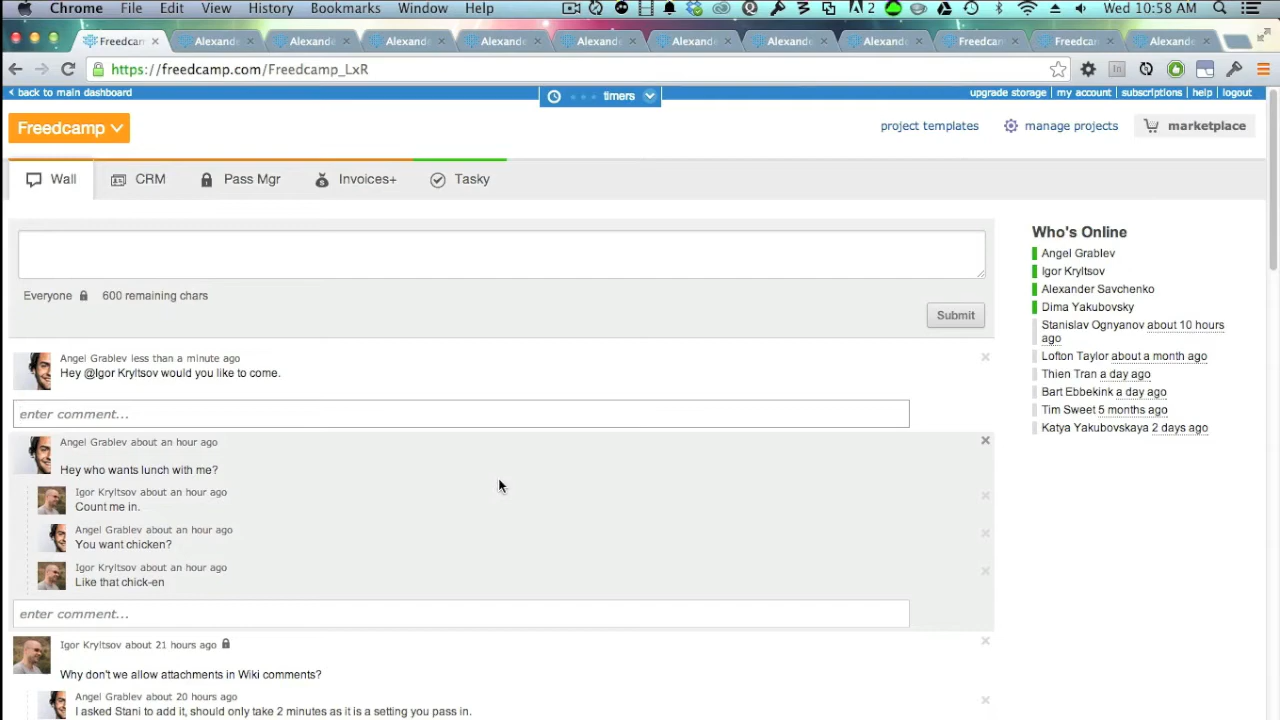 Chrome File Edit View History Bookmarks Window Help 2 Wed 10:58 AM
Freedcam Alexande Alexande Alexande Alexande Alexande Alexande Alexande Alexande Freedcam Freedcam Alexande
https://freedcamp.com/Freedcamp_LxR
back to main dashboard timers upgrade storage my account subscriptions help logout
Freedcamp project templates manage projects marketplace
Wall CRM Pass Mgr Invoices+ Tasky
Everyone 600 remaining chars
Submit
Angel Grablev less than a minute ago
Hey @Igor Kryltsov would you like to come.
enter comment...
Angel Grablev about an hour ago
Hey who wants lunch with me?
Igor Kryltsov about an hour ago
Count me in.
Angel Grablev about an hour ago
You want chicken?
Igor Kryltsov about an hour ago
Like that chick-en
enter comment...
Igor Kryltsov about 21 hours ago
Why don't we allow attachments in Wiki comments?
Angel Grablev about 20 hours ago
I asked Stani to add it, should only take 2 minutes as it is a setting you pass in.
Who's Online
Angel Grablev
Igor Kryltsov
Alexander Savchenko
Dima Yakubovsky
Stanislav Ognyanov about 10 hours
ago
Lofton Taylor about a month ago
Thien Tran a day ago
Bart Ebbekink a day ago
Tim Sweet 5 months ago
Katya Yakubovskaya 2 days ago